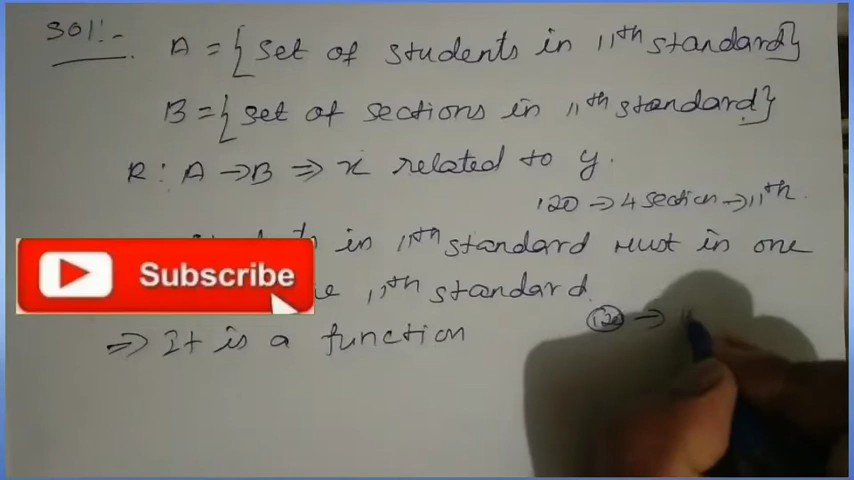 Sol:-
A = {set of students in 11th standard}
B = {set of sections in 11th standard}
R : A → B ⇒ x related to y.
120 → 4 section → 11th.
in 11th standard must in one
Subscribe
11th standard.
120 →
⇒ It is a function